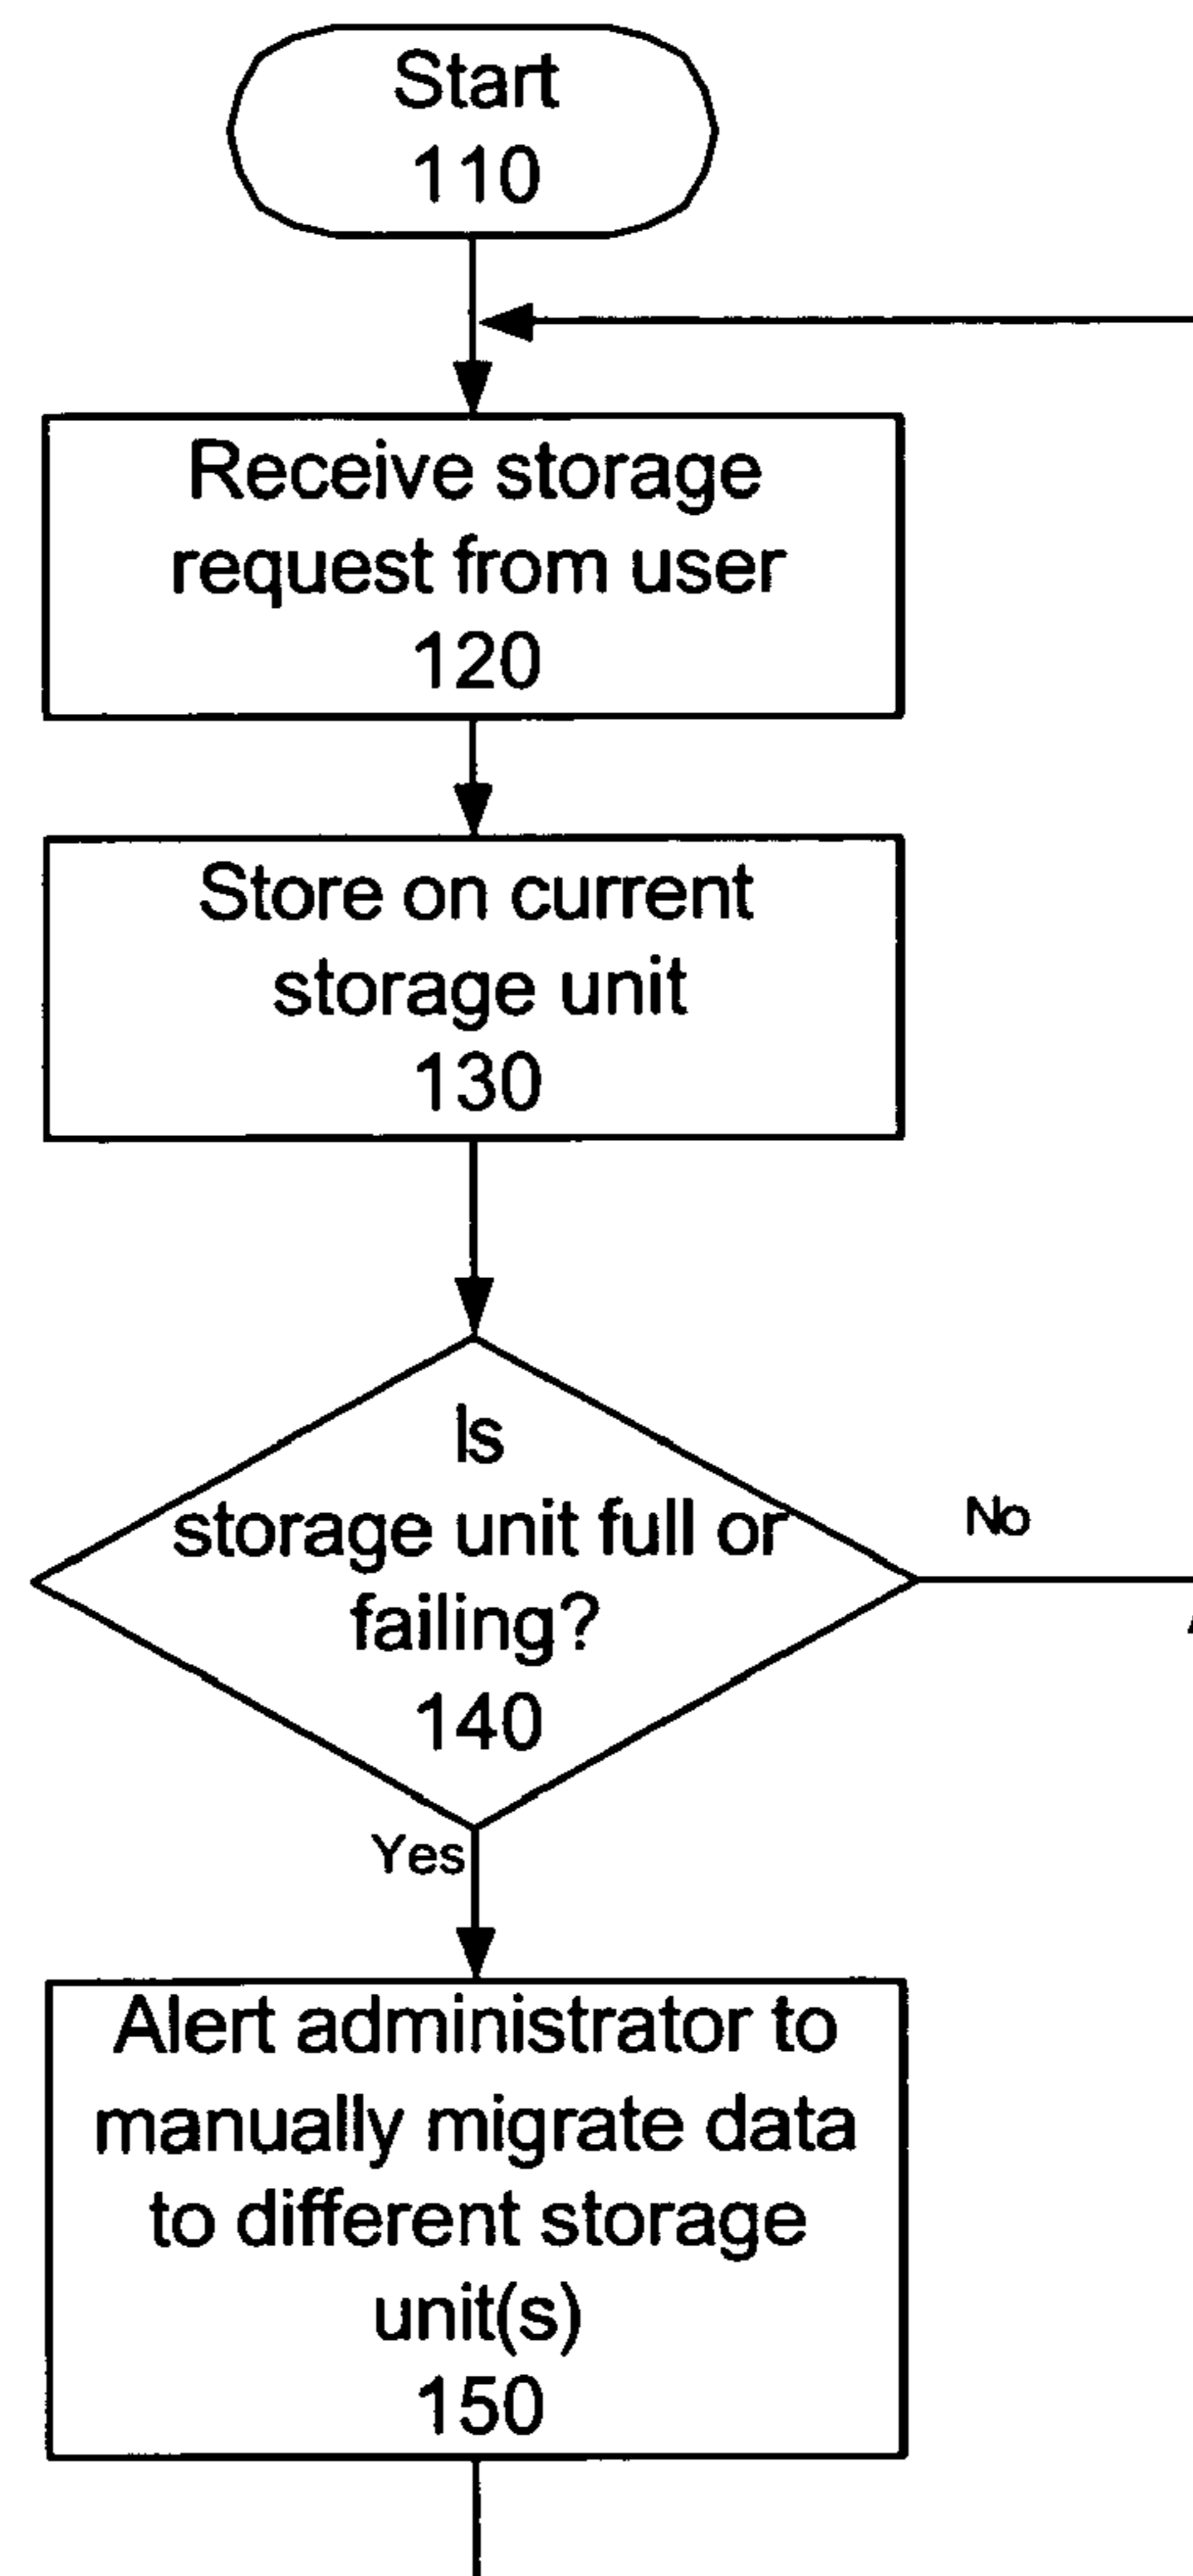 Start
110
Receive storage
request from user
120
Store on current
storage unit
130
Is
storage unit full or
failing?
140
No
Yes
Alert administrator to
manually migrate data
to different storage
unit(s)
150